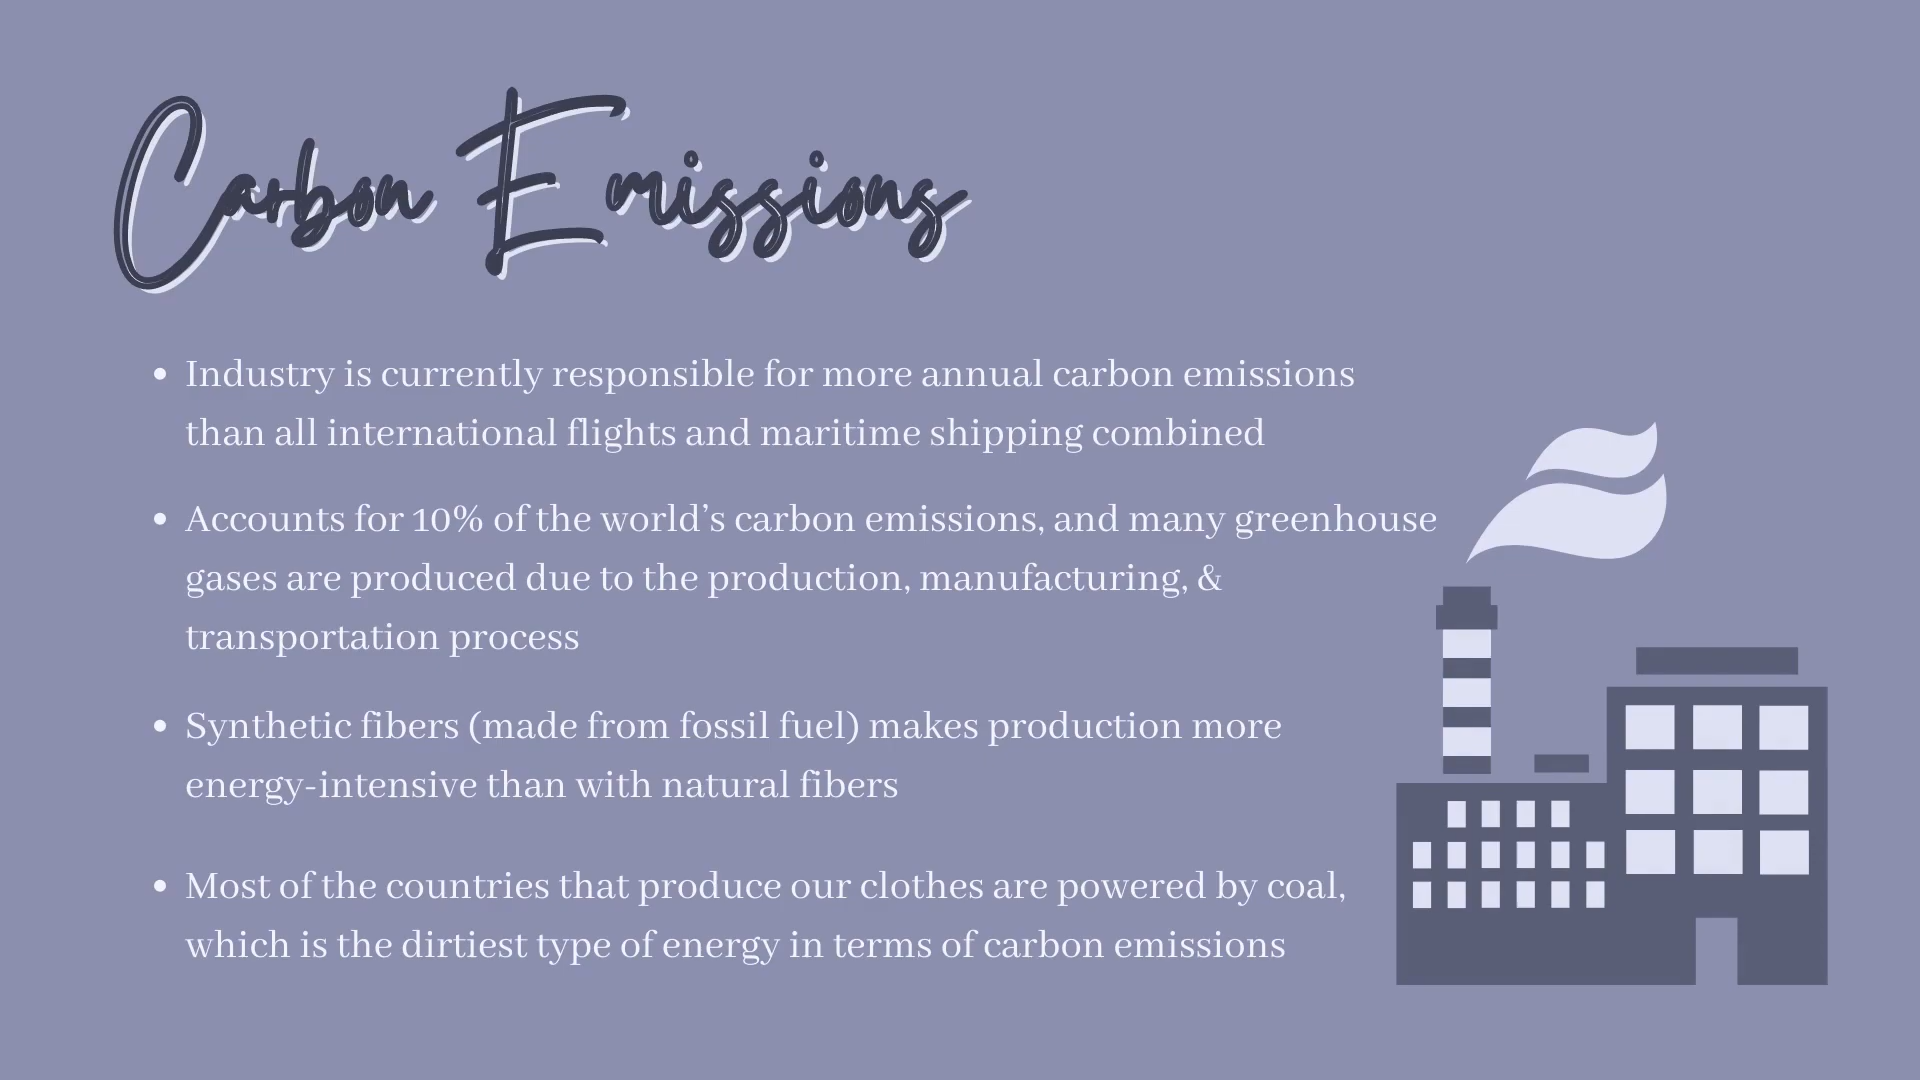 Carbon Emissions
• Industry is currently responsible for more annual carbon emissions
than all international flights and maritime shipping combined
• Accounts for 10% of the world’s carbon emissions, and many greenhouse
gases are produced due to the production, manufacturing, &
transportation process
• Synthetic fibers (made from fossil fuel) makes production more
energy-intensive than with natural fibers
• Most of the countries that produce our clothes are powered by coal,
which is the dirtiest type of energy in terms of carbon emissions